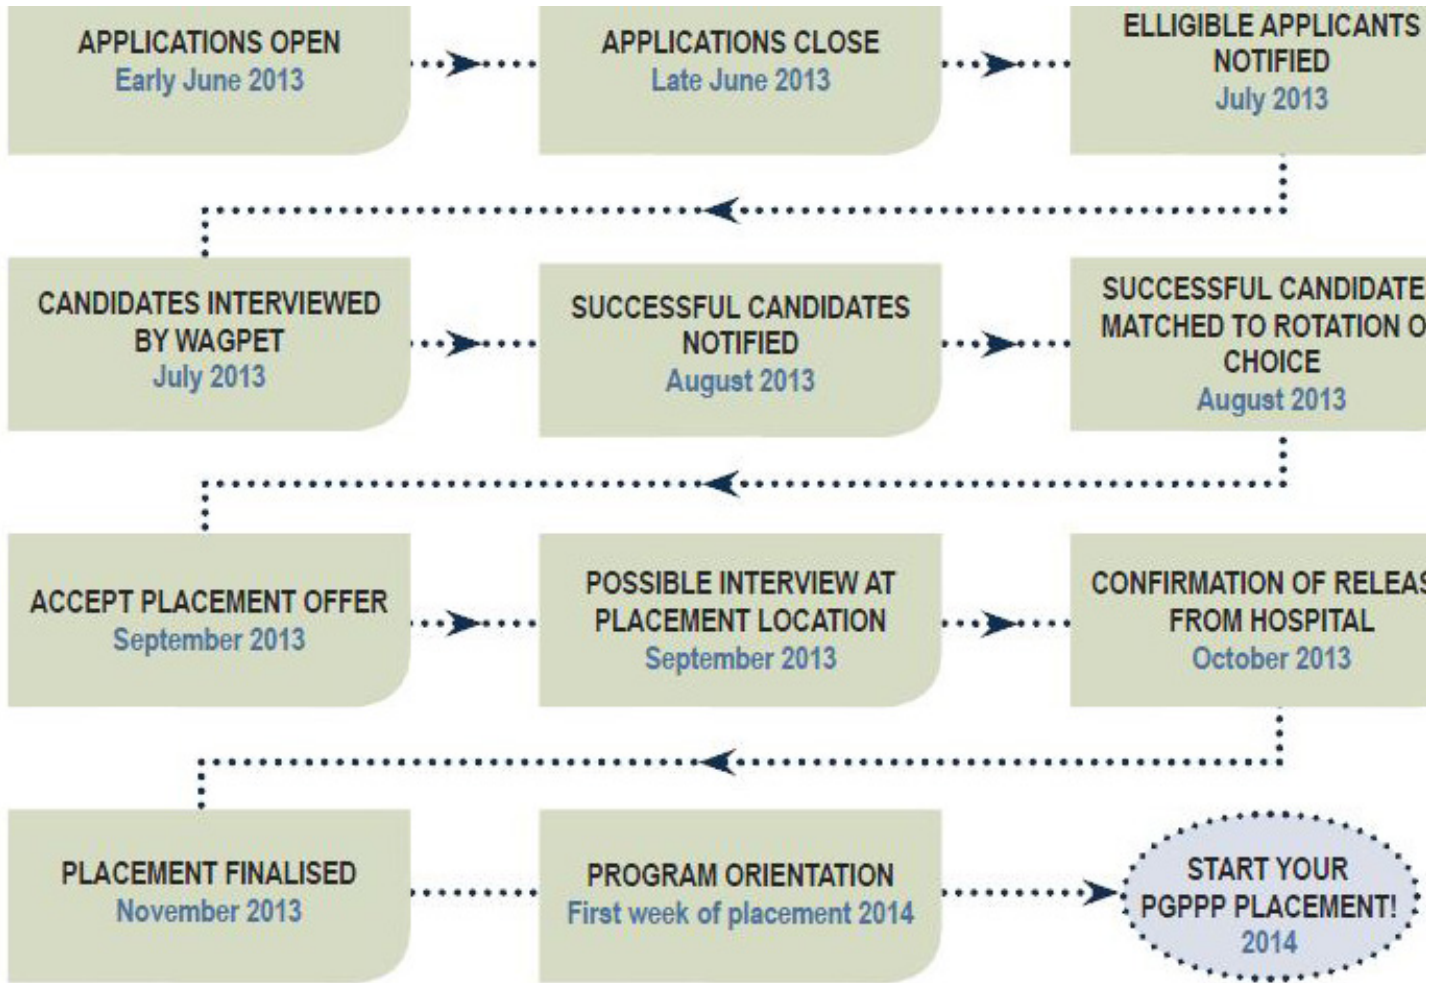 APPLICATIONS OPEN
Early June 2013
APPLICATIONS CLOSE
Late June 2013
ELLIGIBLE APPLICANTS
NOTIFIED
July 2013
CANDIDATES INTERVIEWED
BY WAGPET
July 2013
SUCCESSFUL CANDIDATES
NOTIFIED
August 2013
SUCCESSFUL CANDIDATE
MATCHED TO ROTATION O
CHOICE
August 2013
ACCEPT PLACEMENT OFFER
September 2013
POSSIBLE INTERVIEW AT
PLACEMENT LOCATION
September 2013
CONFIRMATION OF RELEAS
FROM HOSPITAL
October 2013
PLACEMENT FINALISED
November 2013
PROGRAM ORIENTATION
First week of placement 2014
START YOUR
PGPPP PLACEMENT!
2014